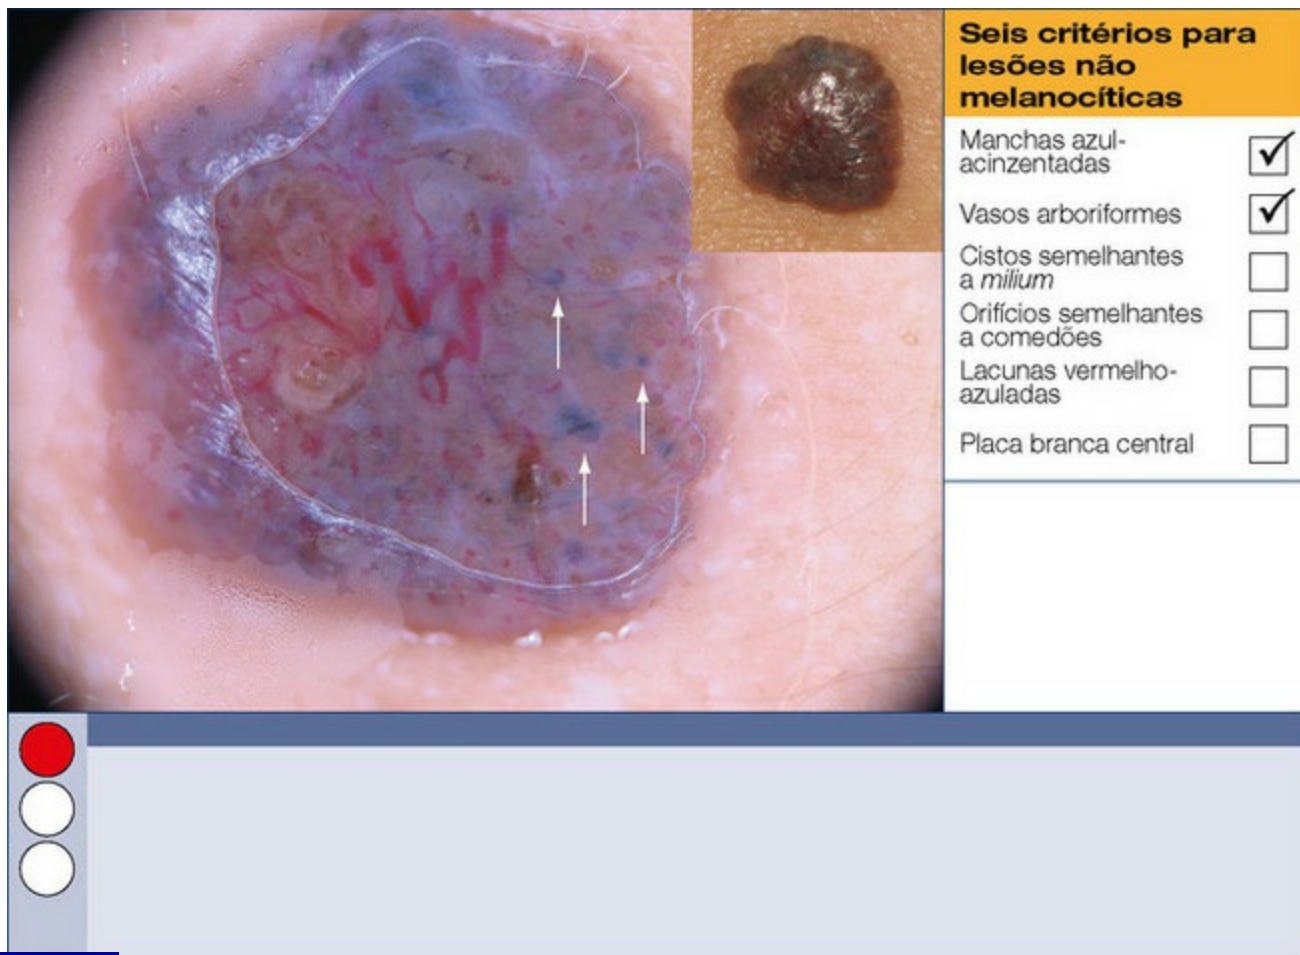 Seis critérios para
lesões não
melanocíticas
Manchas azul-
acinzentadas
Vasos arboriformes
Cistos semelhantes
a milium
Orifícios semelhantes
a comedões
Lacunas vermelho-
azuladas
Placa branca central